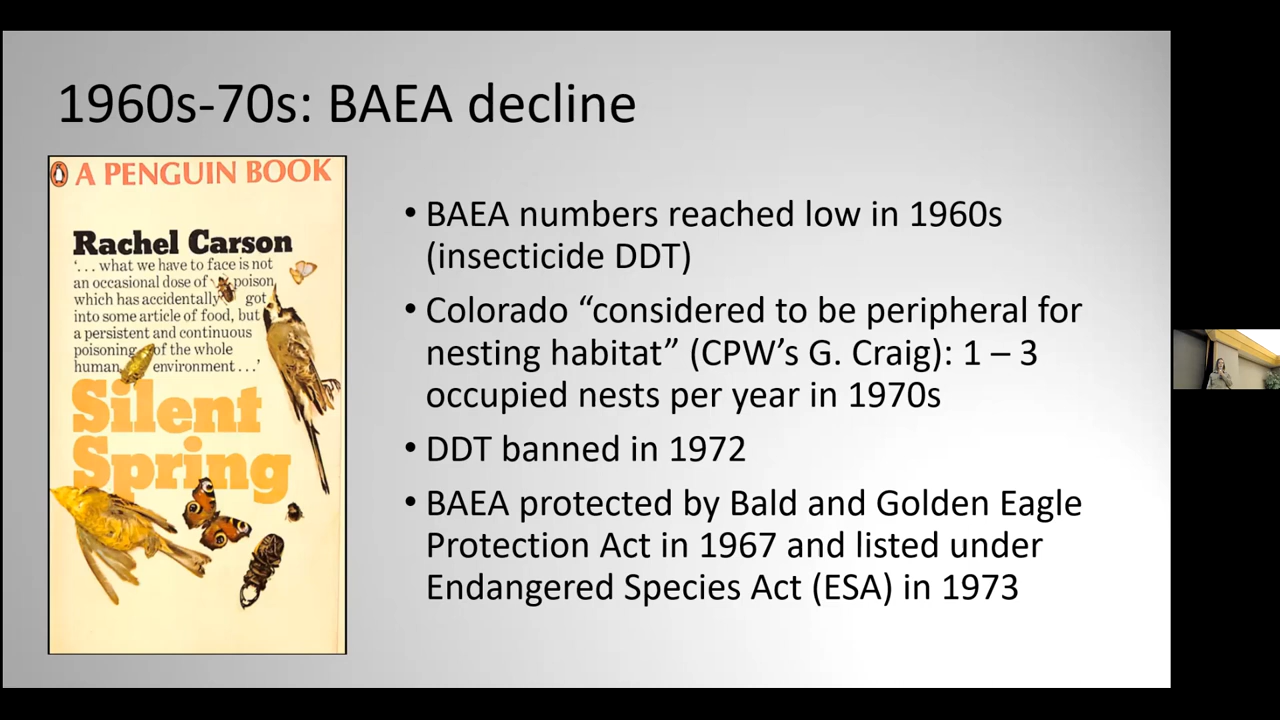 1960s-70s: BAEA decline
A PENGUIN BOOK
Rachel Carson
‘. . . what we have to face is not
an occasional dose of poison
which has accidentally got
into some article of food, but
a persistent and continuous
poisoning of the whole
human environment . . .’
Silent
Spring
• BAEA numbers reached low in 1960s
(insecticide DDT)
• Colorado “considered to be peripheral for
nesting habitat” (CPW’s G. Craig): 1 – 3
occupied nests per year in 1970s
• DDT banned in 1972
• BAEA protected by Bald and Golden Eagle
Protection Act in 1967 and listed under
Endangered Species Act (ESA) in 1973